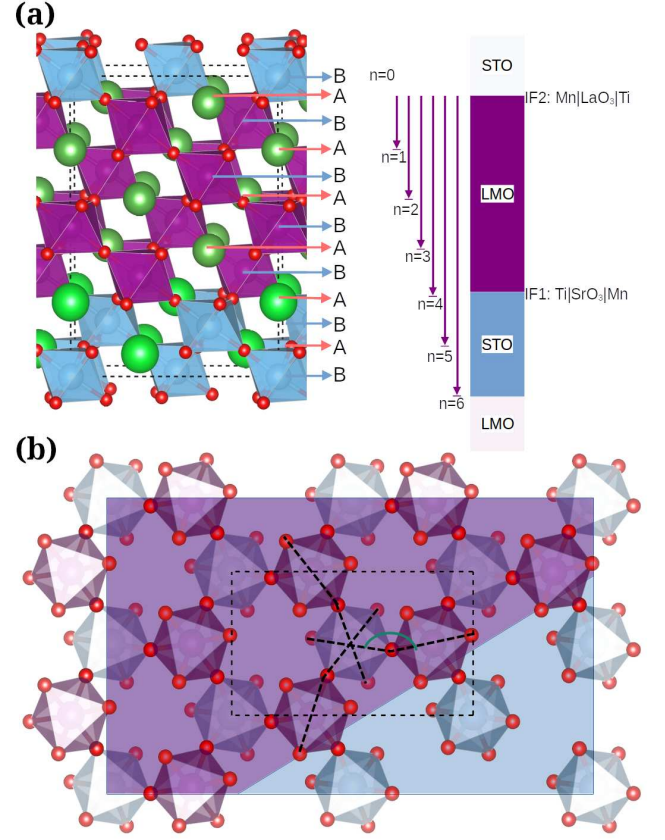 (a)
B
A
B
A
B
A
B
A
B
A
B
A
B
n=0
n=1
n=2
n=3
n=4
n=5
n=6
STO
IF2: Mn|LaO₃|Ti
LMO
IF1: Ti|SrO₃|Mn
STO
LMO
(b)